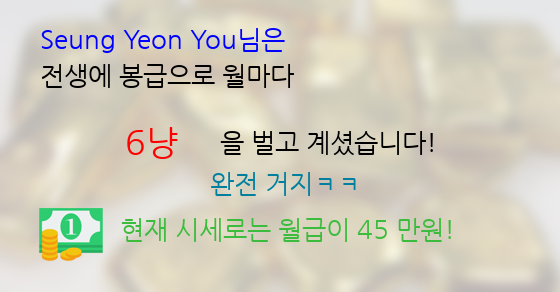 Seung Yeon You님은
전생에 봉급으로 월마다
6냥 을 벌고 계셨습니다!
완전 거지ㅋㅋ
1
현재 시세로는 월급이 45 만원!